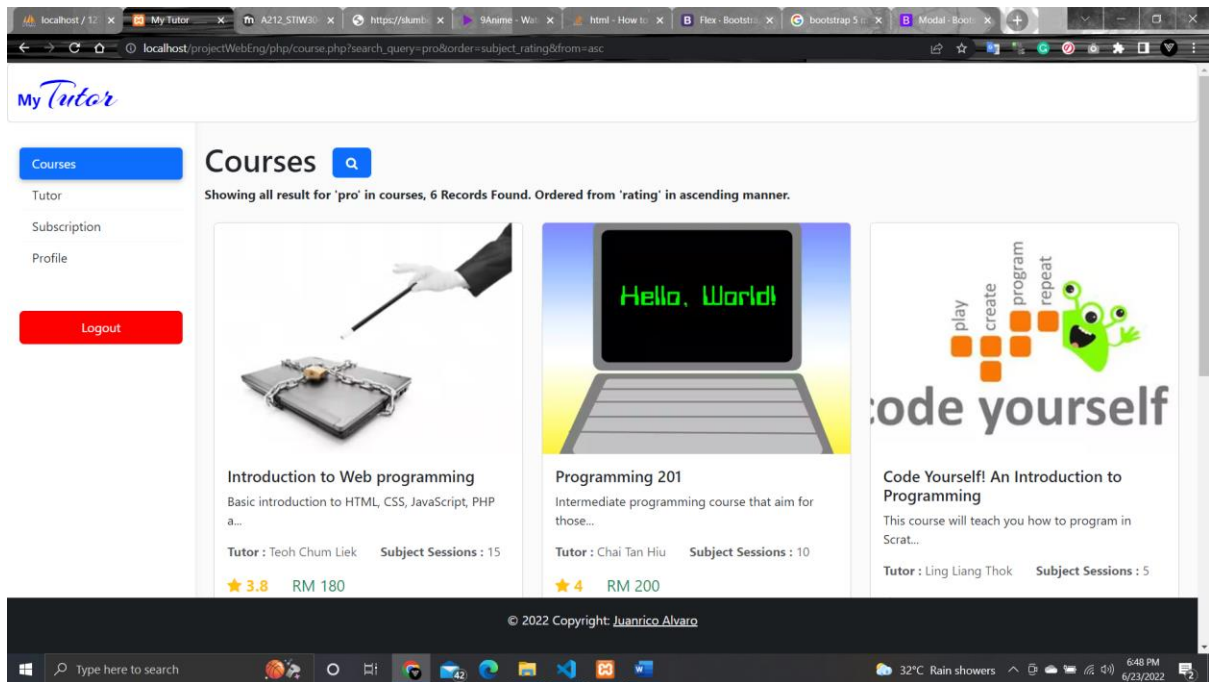 localhost / 12
My Tutor
A212_STIW30
https://slumb
9Anime - Wat
html - How to
Flex · Bootstra
bootstrap 5 
Modal · Boots
localhost/projectWebEng/php/course.php?search_query=pro&order=subject_rating&from=asc
My Tutor
Courses
Tutor
Subscription
Profile
Logout
Courses
Showing all result for 'pro' in courses, 6 Records Found. Ordered from 'rating' in ascending manner.
Hello, World!
play
create
program
repeat
code yourself
Introduction to Web programming
Basic introduction to HTML, CSS, JavaScript, PHP
a...
Tutor : Teoh Chum Liek Subject Sessions : 15
3.8 RM 180
Programming 201
Intermediate programming course that aim for
those...
Tutor : Chai Tan Hiu Subject Sessions : 10
4 RM 200
Code Yourself! An Introduction to
Programming
This course will teach you how to program in
Scrat...
Tutor : Ling Liang Thok Subject Sessions : 5
© 2022 Copyright: Juanrico Alvaro
Type here to search
42
32°C Rain showers
6:48 PM
6/23/2022
2